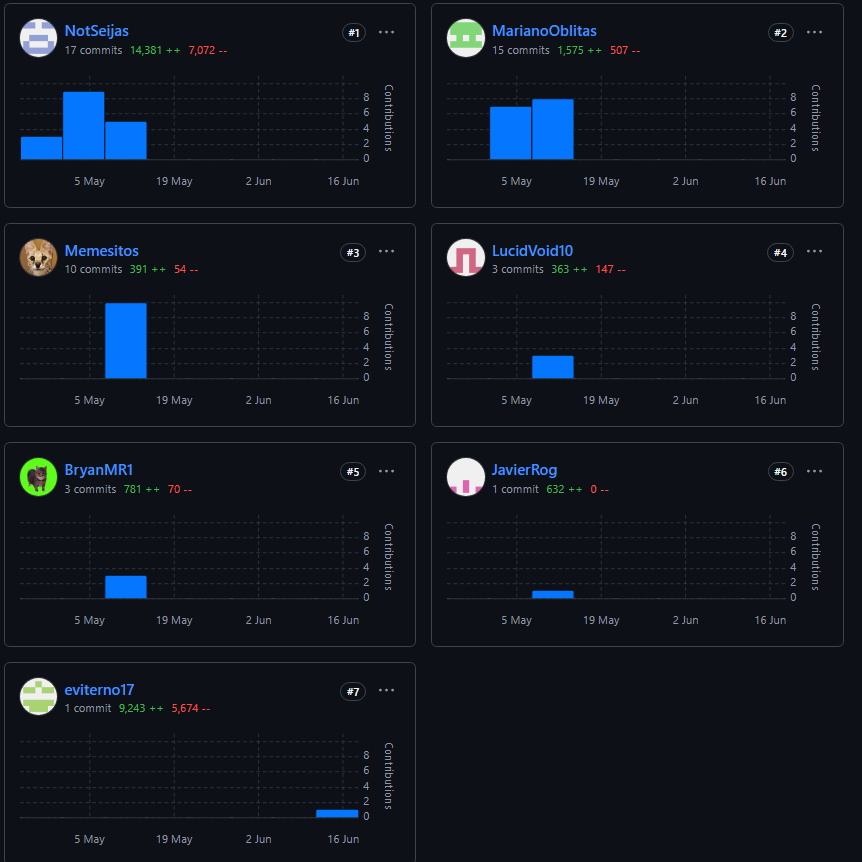 NotSeijas
#1
17 commits 14,381 ++ 7,072 --
8
6
4
2
0
Contributions
5 May 19 May 2 Jun 16 Jun
MarianoOblitas
#2
15 commits 1,575 ++ 507 --
8
6
4
2
0
Contributions
5 May 19 May 2 Jun 16 Jun
Memesitos
#3
10 commits 391 ++ 54 --
8
6
4
2
0
Contributions
5 May 19 May 2 Jun 16 Jun
LucidVoid10
#4
3 commits 363 ++ 147 --
8
6
4
2
0
Contributions
5 May 19 May 2 Jun 16 Jun
BryanMR1
#5
3 commits 781 ++ 70 --
8
6
4
2
0
Contributions
5 May 19 May 2 Jun 16 Jun
JavierRog
#6
1 commit 632 ++ 0 --
8
6
4
2
0
Contributions
5 May 19 May 2 Jun 16 Jun
eviterno17
#7
1 commit 9,243 ++ 5,674 --
8
6
4
2
0
Contributions
5 May 19 May 2 Jun 16 Jun